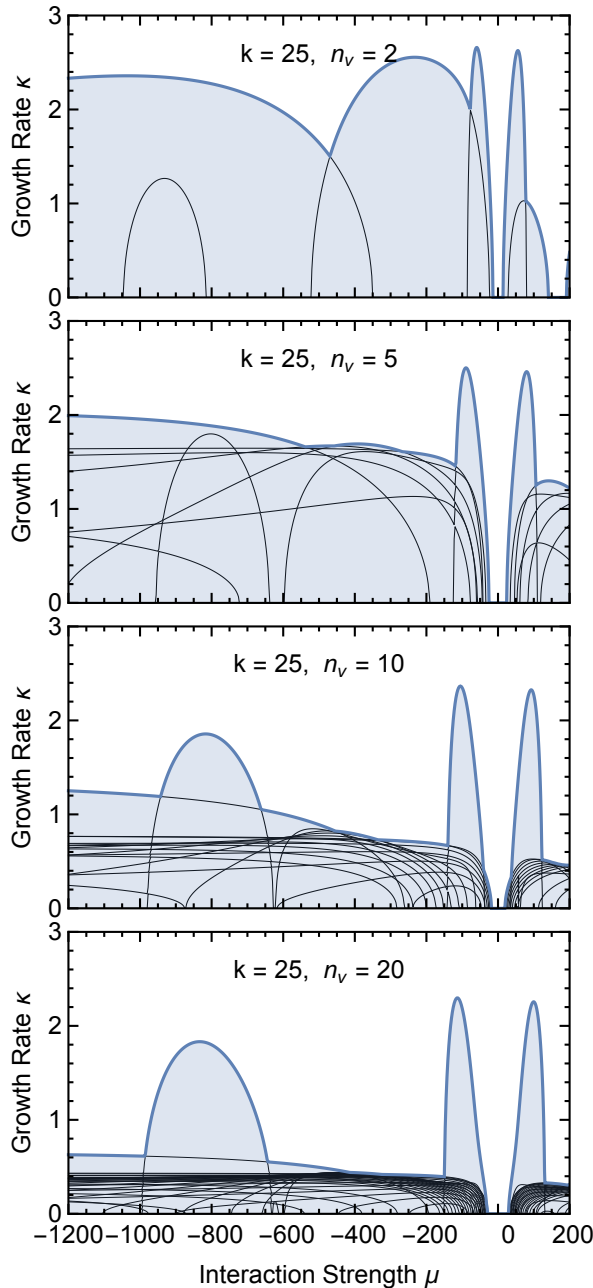 3
k = 25, n_v = 2
2
Growth Rate κ
1
0
3
k = 25, n_v = 5
2
Growth Rate κ
1
0
3
k = 25, n_v = 10
2
Growth Rate κ
1
0
3
k = 25, n_v = 20
2
Growth Rate κ
1
0
−1200 −1000 −800 −600 −400 −200 0 200
Interaction Strength μ